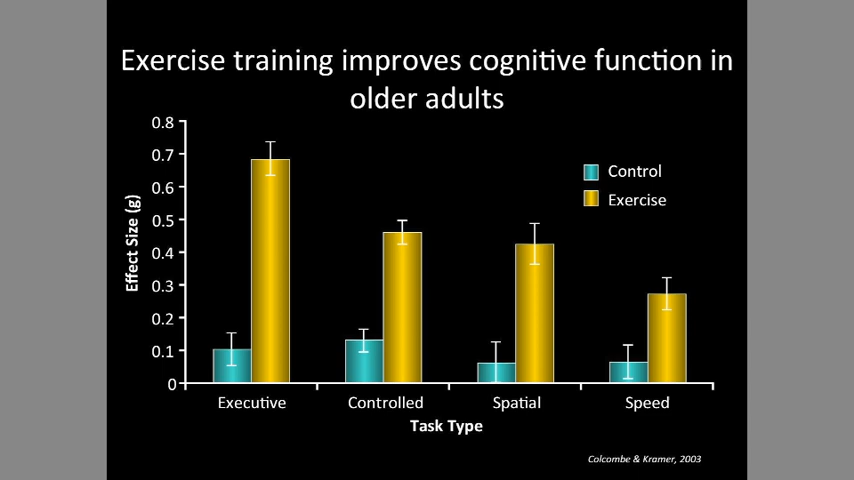 Exercise training improves cognitive function in
older adults
0.8
0.7
0.6
0.5
0.4
0.3
0.2
0.1
0
Effect Size (g)
Control
Exercise
Executive
Controlled
Spatial
Speed
Task Type
Colcombe & Kramer, 2003